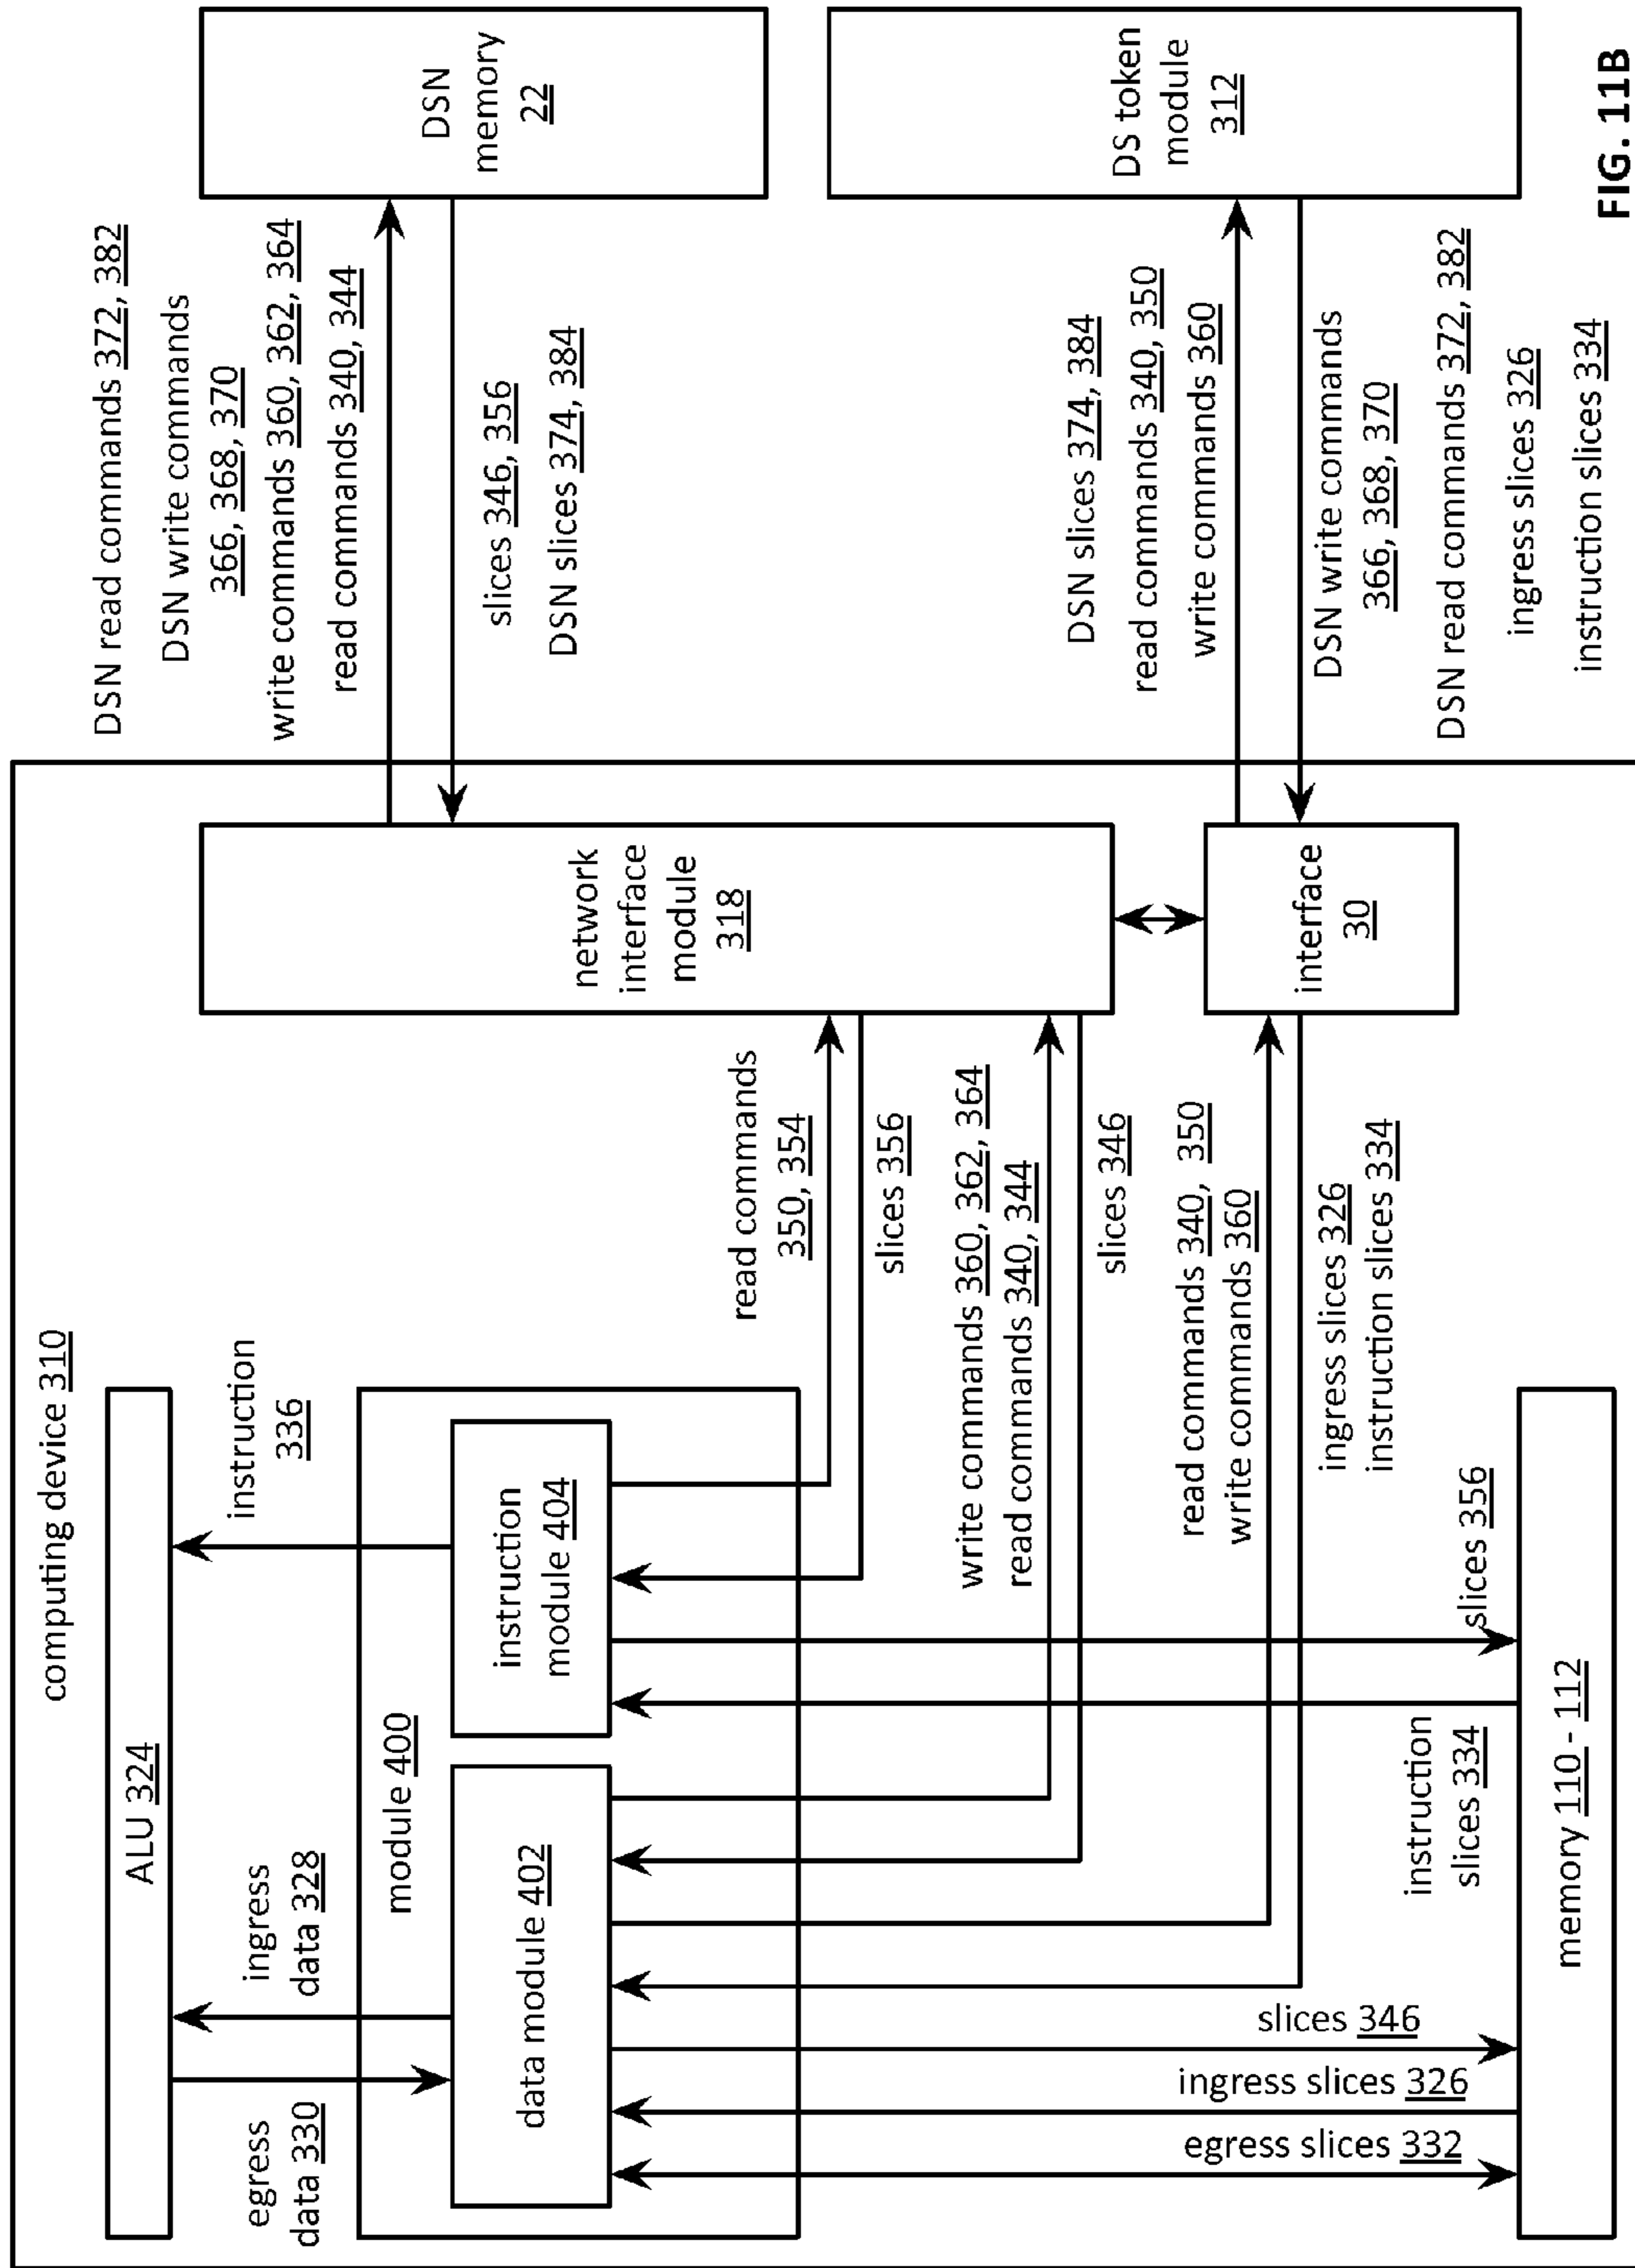 computing device 310
ALU 324
egress
data 330
ingress
data 328
instruction
336
module 400
data module 402
instruction
module 404
read commands
350, 354
slices 356
write commands 360, 362, 364
read commands 340, 344
slices 346
read commands 340, 350
write commands 360
ingress slices 326
instruction slices 334
slices 346
ingress slices 326
egress slices 332
instruction
slices 334
slices 356
memory 110 - 112
network
interface
module
318
interface
30
DSN read commands 372, 382
DSN write commands
366, 368, 370
write commands 360, 362, 364
read commands 340, 344
slices 346, 356
DSN slices 374, 384
DSN slices 374, 384
read commands 340, 350
write commands 360
DSN write commands
366, 368, 370
DSN read commands 372, 382
ingress slices 326
instruction slices 334
DSN
memory
22
DS token
module
312
FIG. 11B